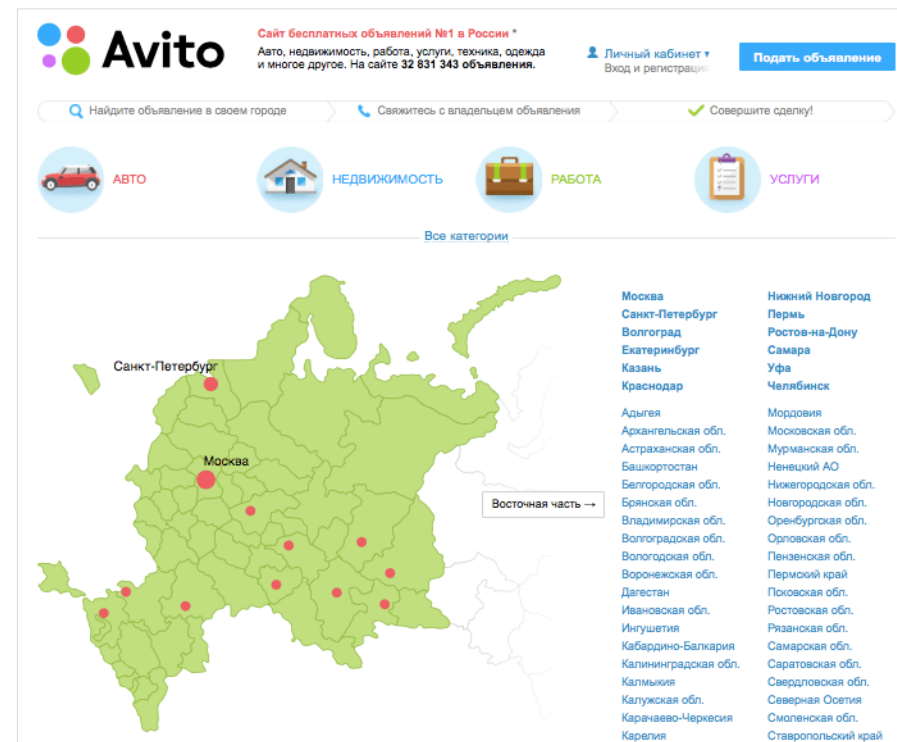 Avito
Сайт бесплатных объявлений №1 в России *
Авто, недвижимость, работа, услуги, техника, одежда
и многое другое. На сайте 32 831 343 объявления.
Личный кабинет ▾
Вход и регистрация
Подать объявление
Найдите объявление в своем городе
Свяжитесь с владельцем объявления
Совершите сделку!
АВТО
НЕДВИЖИМОСТЬ
РАБОТА
УСЛУГИ
Все категории
Санкт-Петербург
Москва
Восточная часть →
Москва
Санкт-Петербург
Волгоград
Екатеринбург
Казань
Краснодар
Нижний Новгород
Пермь
Ростов-на-Дону
Самара
Уфа
Челябинск
Адыгея
Архангельская обл.
Астраханская обл.
Башкортостан
Белгородская обл.
Брянская обл.
Владимирская обл.
Волгоградская обл.
Вологодская обл.
Воронежская обл.
Дагестан
Ивановская обл.
Ингушетия
Кабардино-Балкария
Калининградская обл.
Калмыкия
Калужская обл.
Карачаево-Черкесия
Карелия
Мордовия
Московская обл.
Мурманская обл.
Ненецкий АО
Нижегородская обл.
Новгородская обл.
Оренбургская обл.
Орловская обл.
Пензенская обл.
Пермский край
Псковская обл.
Ростовская обл.
Рязанская обл.
Самарская обл.
Саратовская обл.
Свердловская обл.
Северная Осетия
Смоленская обл.
Ставропольский край